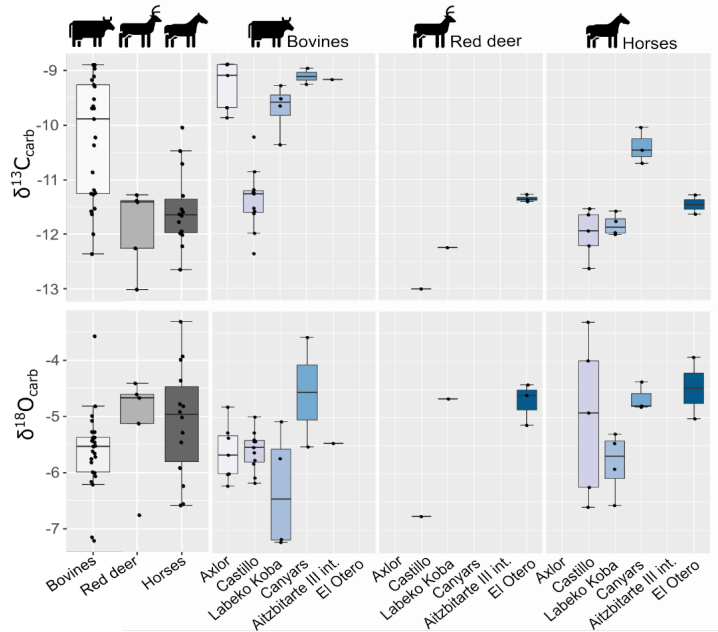 Bovines
Red deer
Horses
δ13Ccarb
-9
-10
-11
-12
-13
δ18Ocarb
-4
-5
-6
-7
Bovines
Red deer
Horses
Axlor
Castillo
Labeko Koba
Canyars
Aitzbitarte III int.
El Otero
Axlor
Castillo
Labeko Koba
Canyars
Aitzbitarte III int.
El Otero
Axlor
Castillo
Labeko Koba
Canyars
Aitzbitarte III int.
El Otero